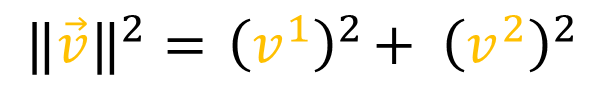 ‖v⃗‖² = (v¹)² + (v²)²